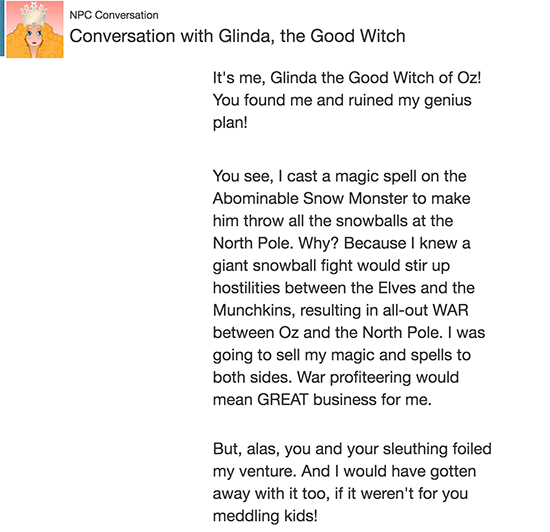 NPC Conversation
Conversation with Glinda, the Good Witch
It's me, Glinda the Good Witch of Oz!
You found me and ruined my genius
plan!
You see, I cast a magic spell on the
Abominable Snow Monster to make
him throw all the snowballs at the
North Pole. Why? Because I knew a
giant snowball fight would stir up
hostilities between the Elves and the
Munchkins, resulting in all-out WAR
between Oz and the North Pole. I was
going to sell my magic and spells to
both sides. War profiteering would
mean GREAT business for me.
But, alas, you and your sleuthing foiled
my venture. And I would have gotten
away with it too, if it weren't for you
meddling kids!